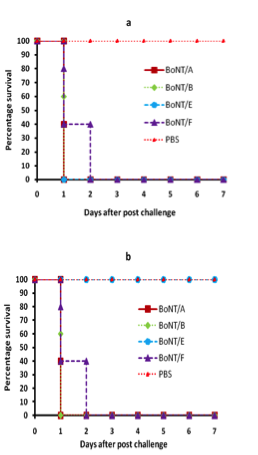 a
Percentage survival
100
90
80
70
60
50
40
30
20
10
0
0 1 2 3 4 5 6 7
Days after post challenge
BoNT/A
BoNT/B
BoNT/E
BoNT/F
PBS
b
Percentage survival
100
90
80
70
60
50
40
30
20
10
0
0 1 2 3 4 5 6 7
Days after post challenge
BoNT/A
BoNT/B
BoNT/E
BoNT/F
PBS